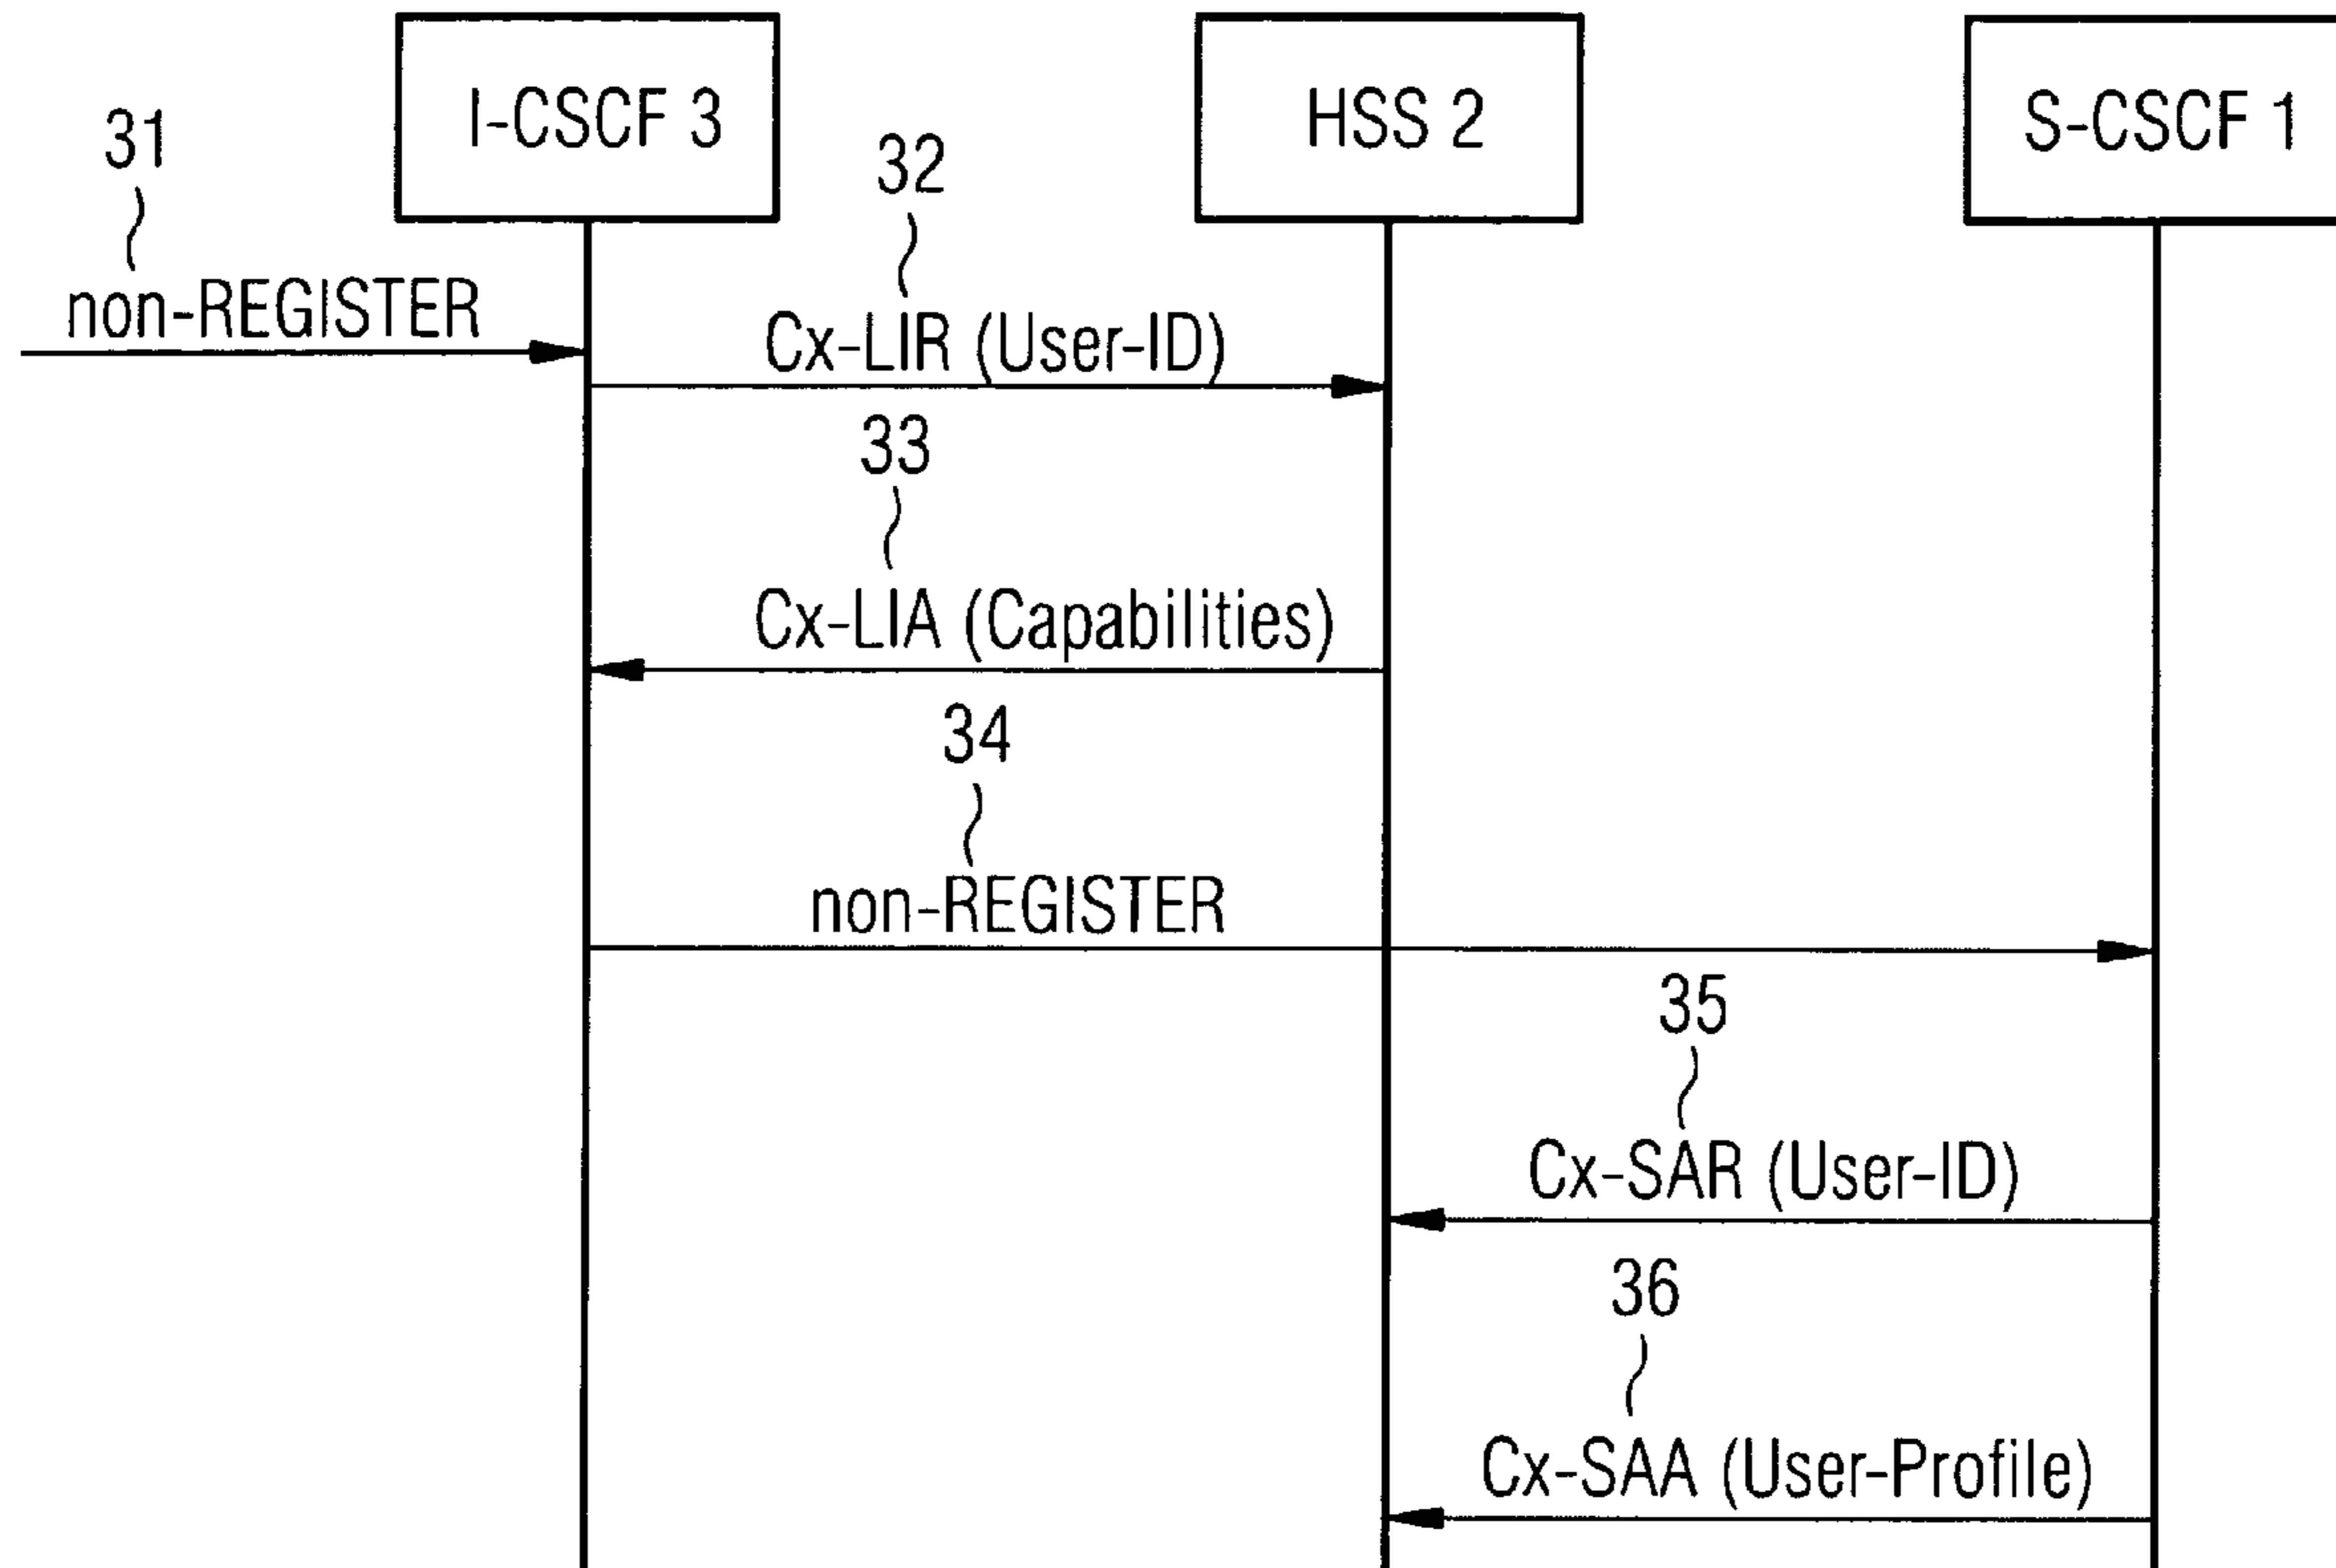 I-CSCF 3
HSS 2
S-CSCF 1
31
non-REGISTER
32
Cx-LIR (User-ID)
33
Cx-LIA (Capabilities)
34
non-REGISTER
35
Cx-SAR (User-ID)
36
Cx-SAA (User-Profile)